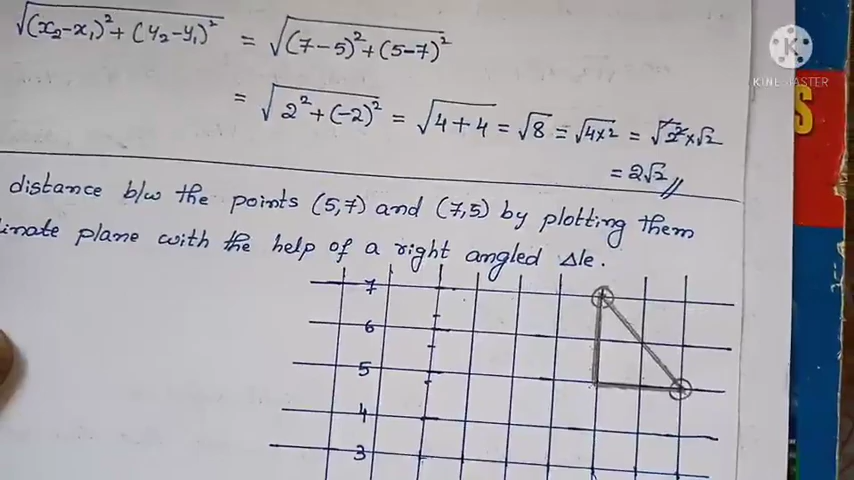 √(x₂-x₁)²+(y₂-y₁)² = √(7-5)²+(5-7)²
= √2²+(-2)² = √4+4 = √8 = √4×2 = √2²×√2
= 2√2 //
distance b/w the points (5,7) and (7,5) by plotting them
inate plane with the help of a right angled Δle.
7
6
5
4
3
K
KINEMASTER
S